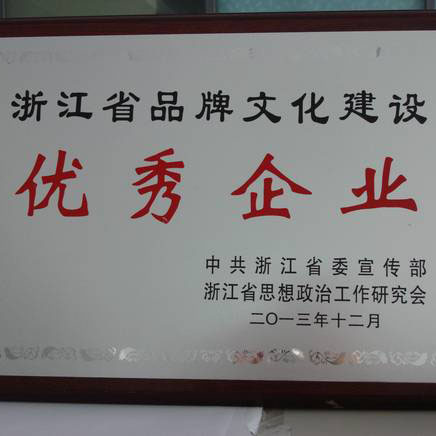 浙江省品牌文化建设
优秀企业
中共浙江省委宣传部
浙江省思想政治工作研究会
二〇一三年十二月